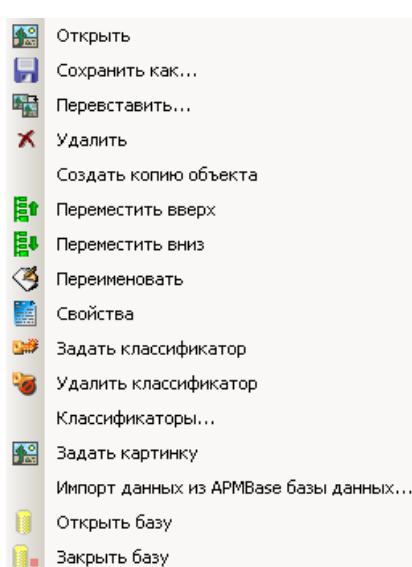 Открыть
Сохранить как...
Перевставить...
Удалить
Создать копию объекта
Переместить вверх
Переместить вниз
Переименовать
Свойства
Задать классификатор
Удалить классификатор
Классификаторы...
Задать картинку
Импорт данных из APMBase базы данных...
Открыть базу
Закрыть базу